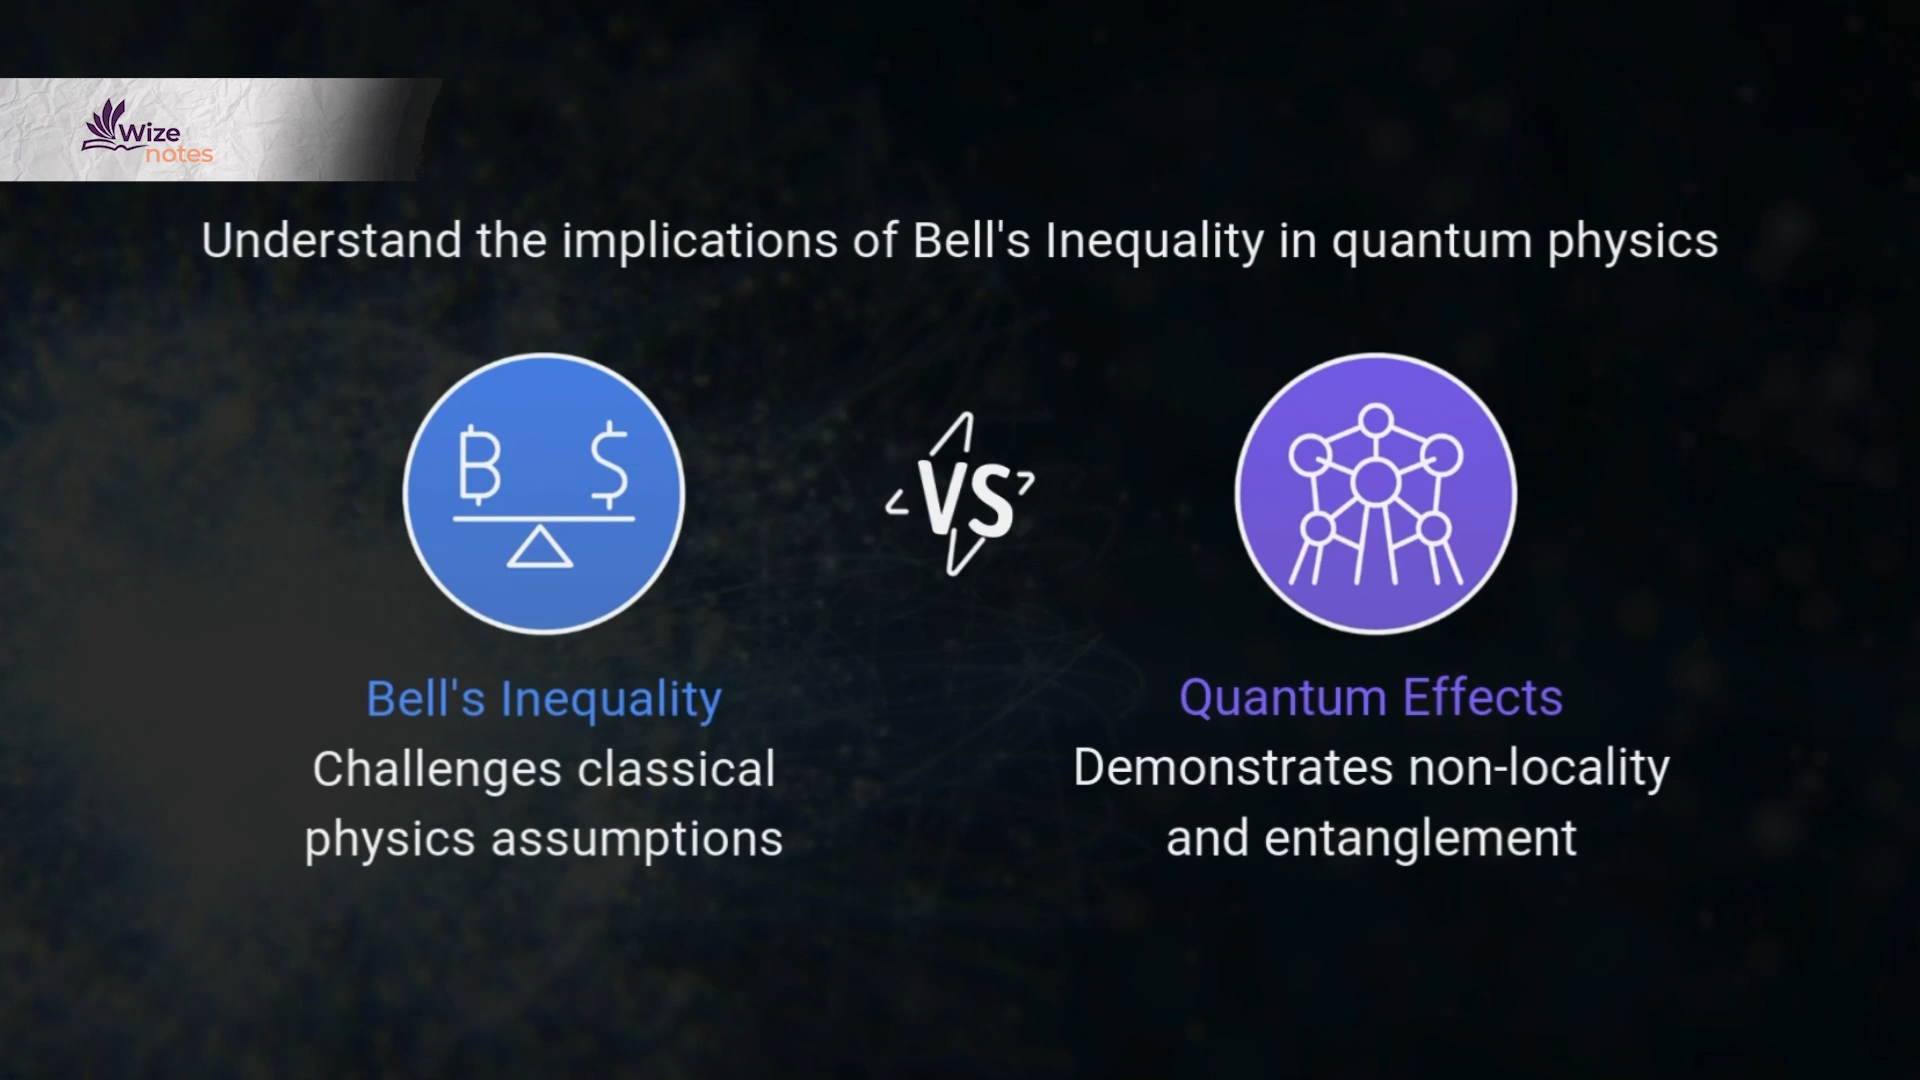 Wize
notes
Understand the implications of Bell's Inequality in quantum physics
B $
VS
Bell's Inequality
Quantum Effects
Challenges classical
physics assumptions
Demonstrates non-locality
and entanglement